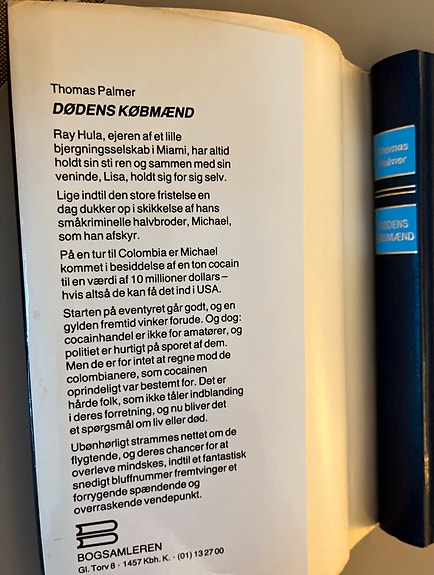 Thomas Palmer
DØDENS KØBMÆND
Ray Hula, ejeren af et lille
bjergningsselskab i Miami, har altid
holdt sin sti ren og sammen med sin
veninde, Lisa, holdt sig for sig selv.
Lige indtil den store fristelse en
dag dukker op i skikkelse af hans
småkriminelle halvbroder, Michael,
som han afskyr.
På en tur til Colombia er Michael
kommet i besiddelse af en ton cocain
til en værdi af 10 millioner dollars–
hvis altså de kan få det ind i USA.
Starten på eventyret går godt, og en
gylden fremtid vinker forude. Og dog:
cocainhandel er ikke for amatører, og
politiet er hurtigt på sporet af dem.
Men de er for intet at regne mod de
colombianere, som cocainen
oprindeligt var bestemt for. Det er
hårde folk, som ikke tåler indblanding
i deres forretning, og nu bliver det
et spørgsmål om liv eller død.
Ubønhørligt strammes nettet om de
flygtende, og deres chancer for at
overleve mindskes, indtil et fantastisk
snedigt bluffnummer fremtvinger et
forrygende spændende og
overraskende vendepunkt.
BOGSAMLEREN
Gl. Torv 8 · 1457 Kbh. K. · (01) 13 27 00
Thomas
Palmer
DØDENS
KØBMÆND